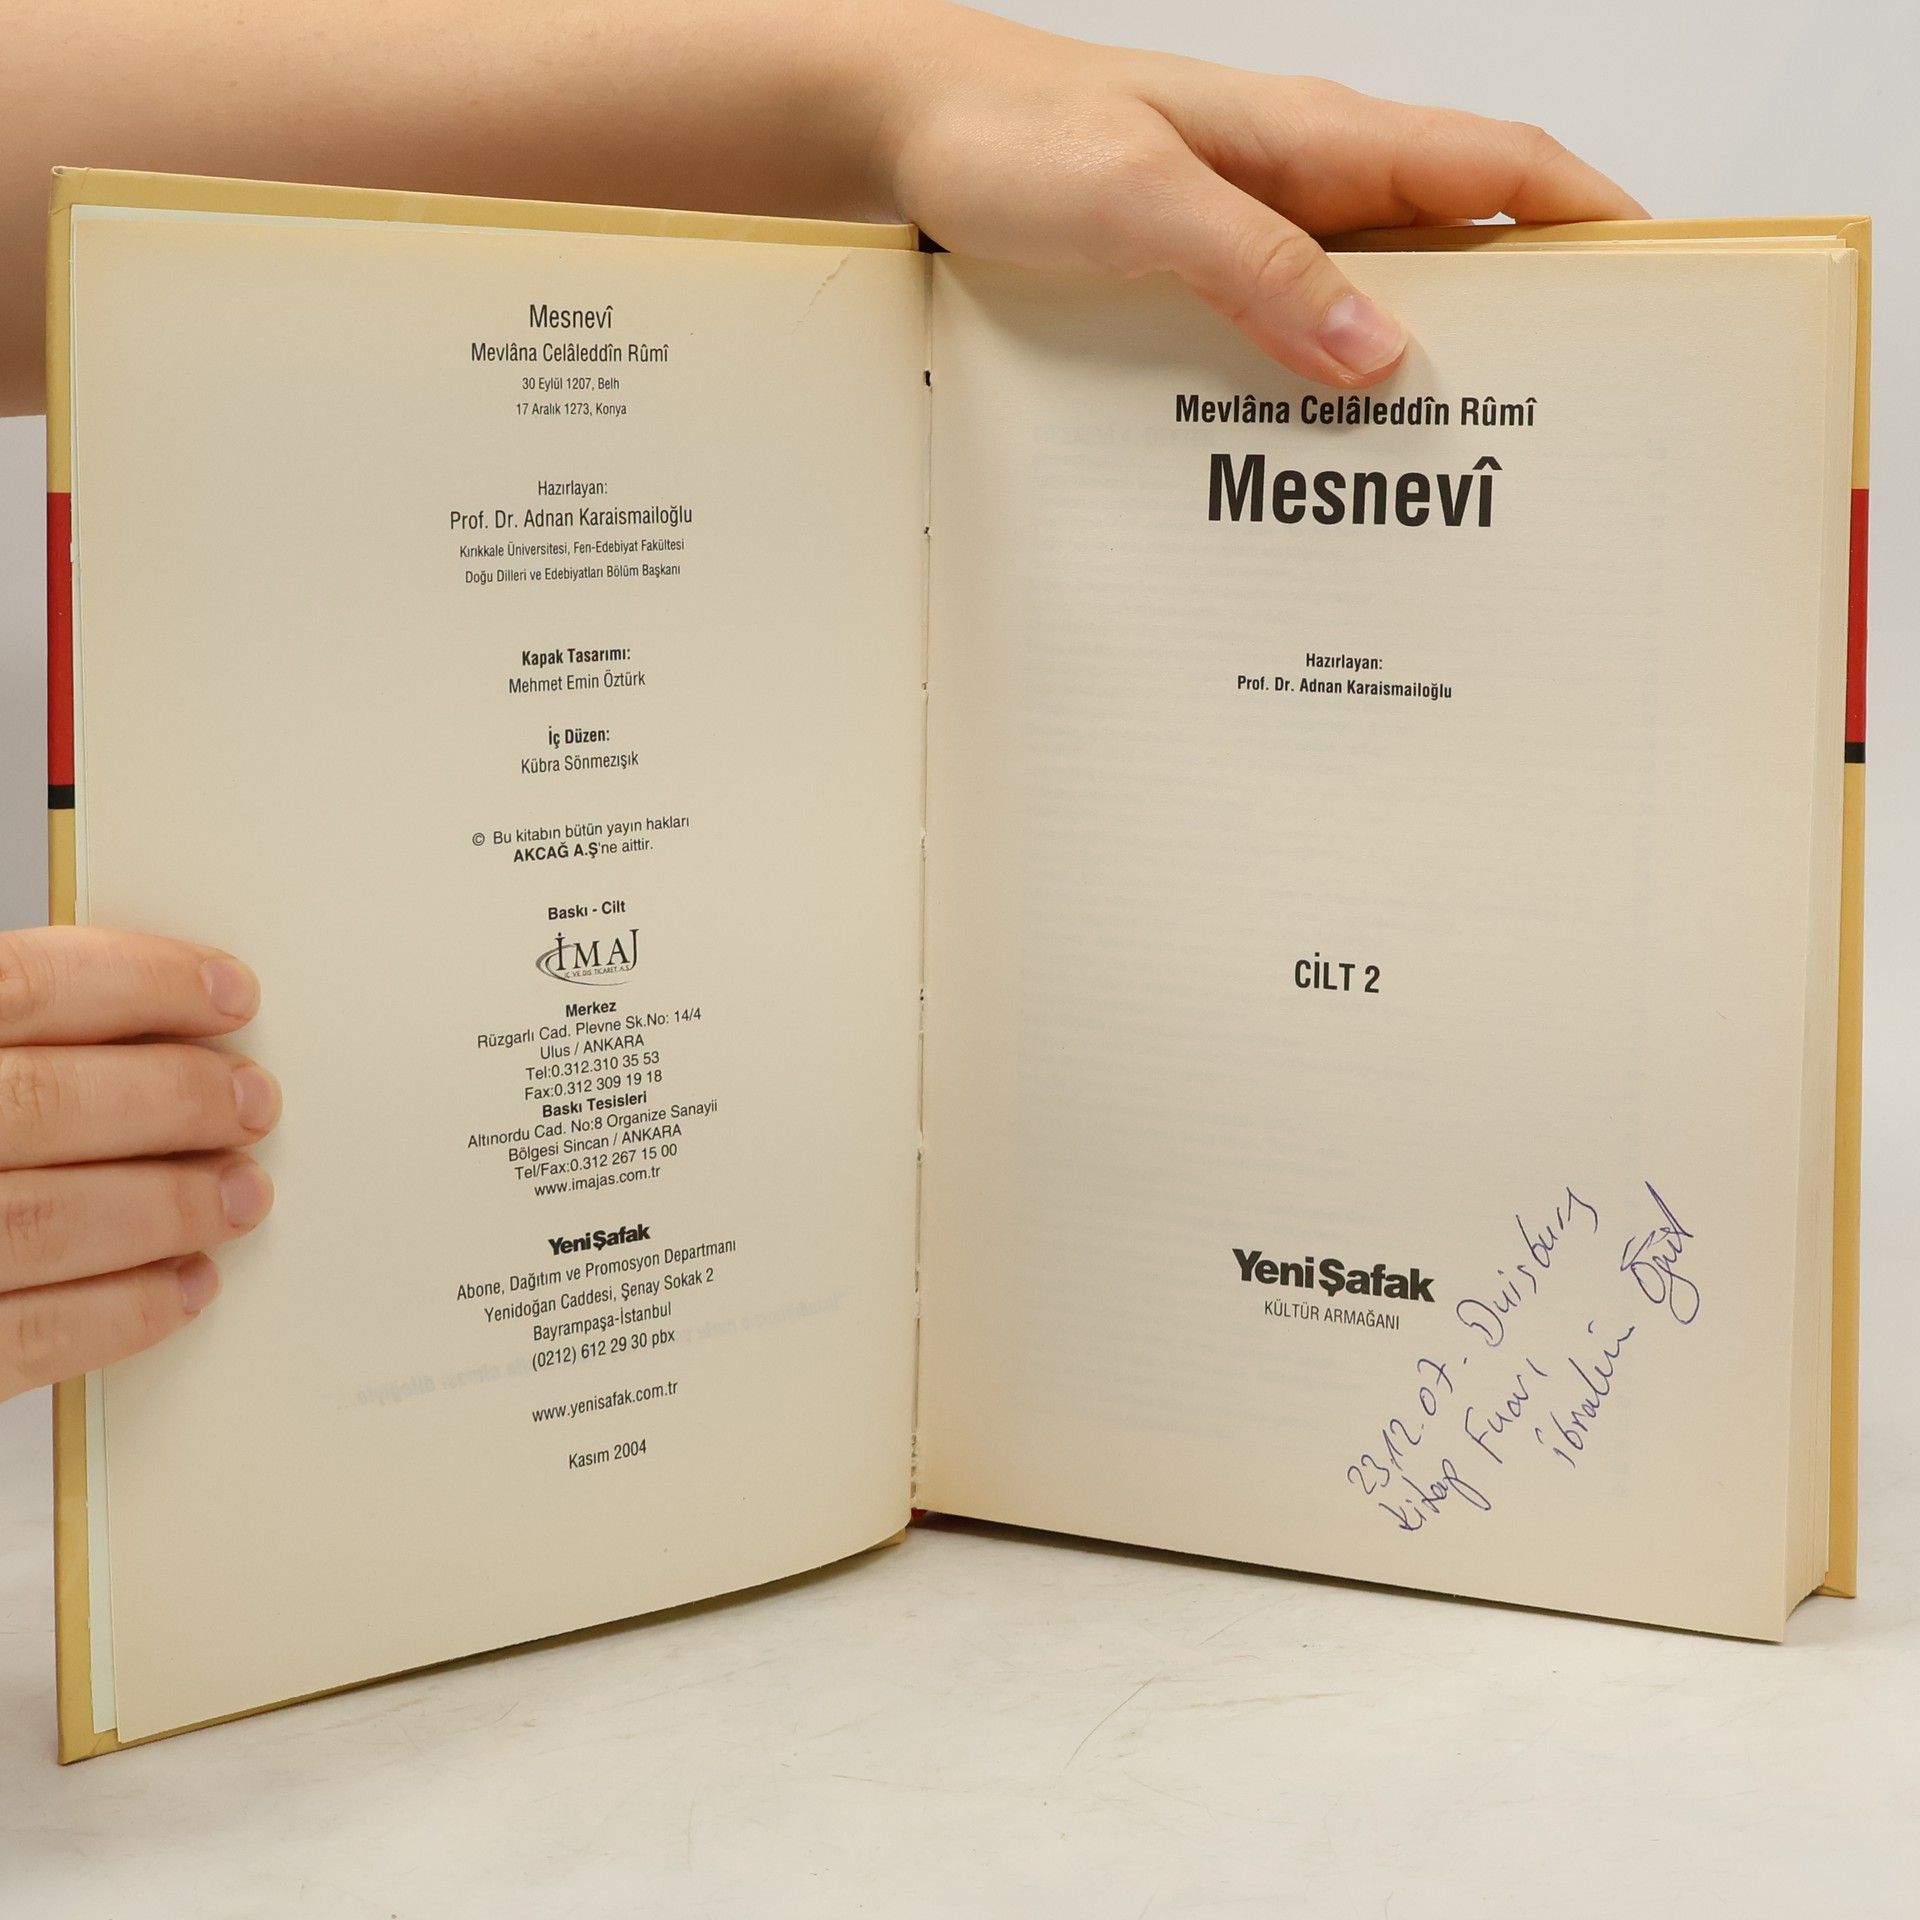 Mesnevî
Mevlâna Celâleddîn Rûmî
30 Eylül 1207, Belh
17 Aralık 1273, Konya
Hazırlayan:
Prof. Dr. Adnan Karaismailoğlu
Kırıkkale Üniversitesi, Fen-Edebiyat Fakültesi
Doğu Dilleri ve Edebiyatları Bölüm Başkanı
Kapak Tasarımı:
Mehmet Emin Öztürk
İç Düzen:
Kübra Sönmezışık
© Bu kitabın bütün yayın hakları
AKCAĞ A.Ş'ne aittir.
Baskı - Cilt
İMAJ
İÇ VE DIŞ TİCARET A.Ş.
Merkez
Rüzgarlı Cad. Plevne Sk.No: 14/4
Ulus / ANKARA
Tel:0.312.310 35 53
Fax:0.312 309 19 18
Baskı Tesisleri
Altınordu Cad. No:8 Organize Sanayii
Bölgesi Sincan / ANKARA
Tel/Fax:0.312 267 15 00
www.imajas.com.tr
YeniŞafak
Abone, Dağıtım ve Promosyon Departmanı
Yenidoğan Caddesi, Şenay Sokak 2
Bayrampaşa-İstanbul
(0212) 612 29 30 pbx
www.yenisafak.com.tr
Kasım 2004
Mevlâna Celâleddîn Rûmî
Mesnevî
Hazırlayan:
Prof. Dr. Adnan Karaismailoğlu
CİLT 2
YeniŞafak
KÜLTÜR ARMAĞANI
23.12.07. Duisburg
Kitap Fuarı
İbrahim Öğüt